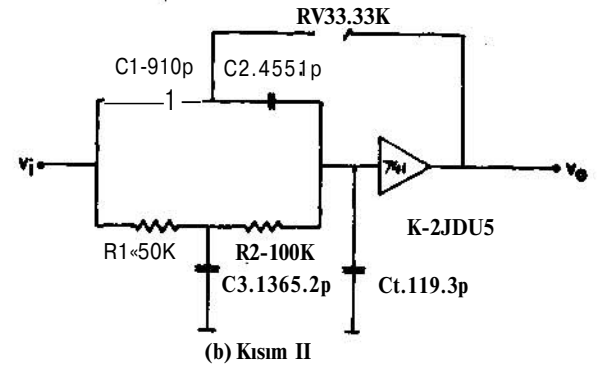 RV33.33K
C1-910p
C2.4551p
1
Vi
Vo
K-2JDU5
R1«50K
R2-100K
C3.1365.2p
Ct.119.3p
(b) Kısım II